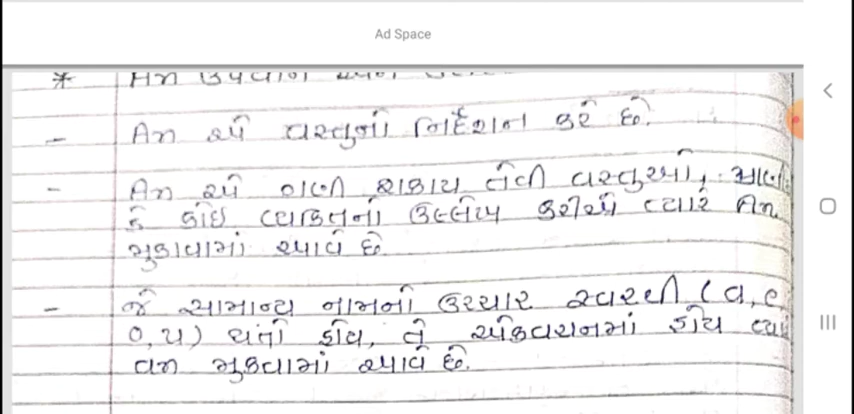 Ad Space
An એ વસ્તુનો નિર્દેશન કરે છે.
An એ ગણી શકાય તેવી વસ્તુઓ,
કે કોઇ વ્યકિતનો ઉલ્લેખ કરીએ ત્યારે An
મુકાવામાં આવે છે
જે સામાન્ય નામનો ઉચ્ચાર સ્વરથી (a, e
o, u) થતો હોય, તે એકવચનમાં હોય ત્યાં
an મુકવામાં આવે છે.